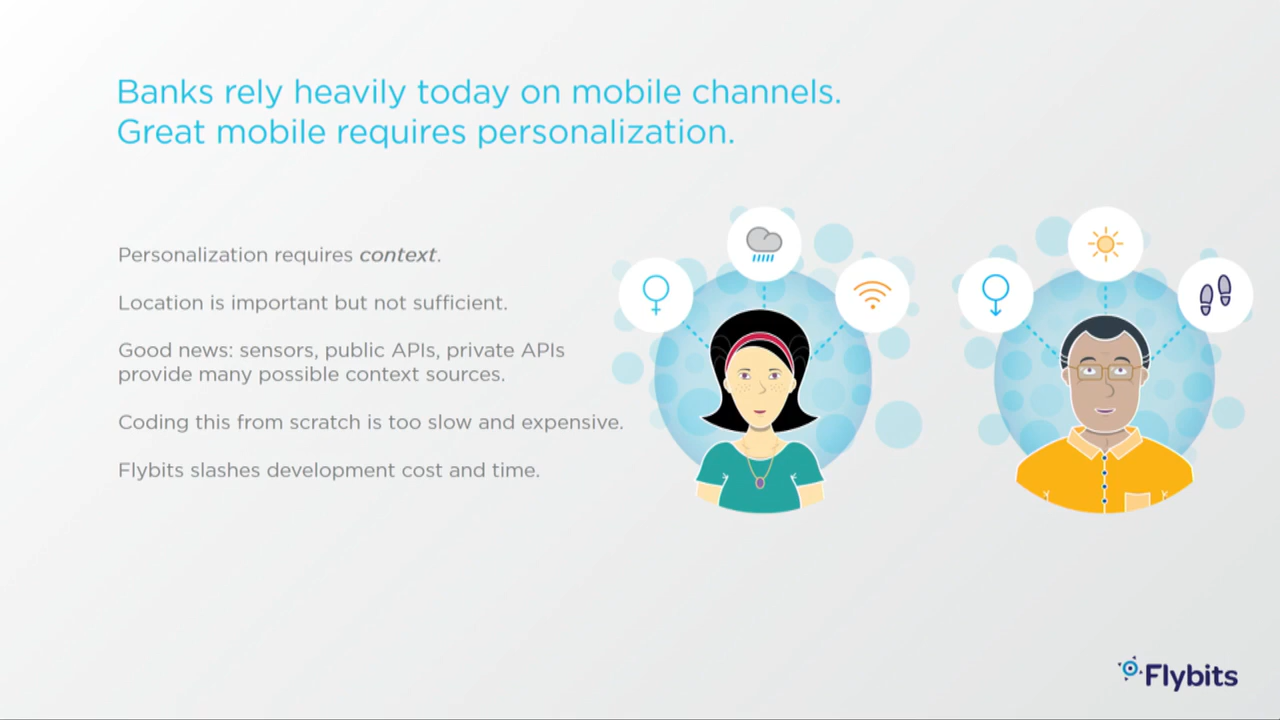 Banks rely heavily today on mobile channels.
Great mobile requires personalization.
Personalization requires context.
Location is important but not sufficient.
Good news: sensors, public APIs, private APIs
provide many possible context sources.
Coding this from scratch is too slow and expensive.
Flybits slashes development cost and time.
Flybits